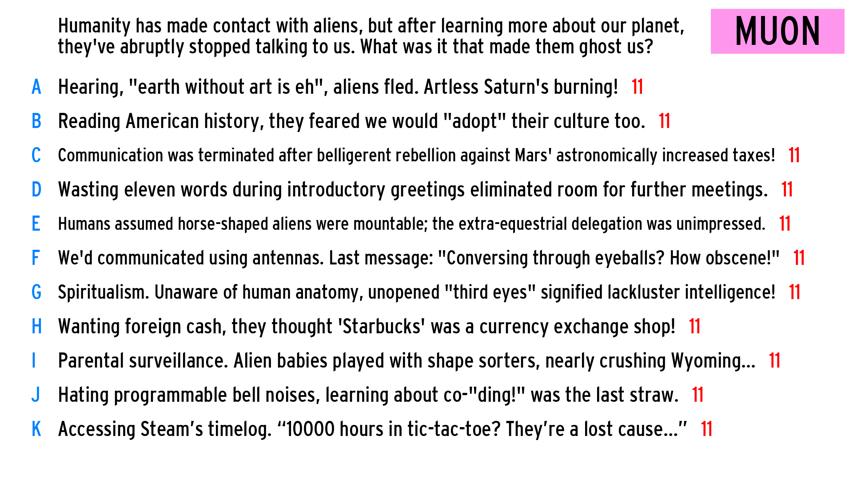 Humanity has made contact with aliens, but after learning more about our planet,
they've abruptly stopped talking to us. What was it that made them ghost us?
MUON
A Hearing, "earth without art is eh", aliens fled. Artless Saturn's burning! 11
B Reading American history, they feared we would "adopt" their culture too. 11
C Communication was terminated after belligerent rebellion against Mars' astronomically increased taxes! 11
D Wasting eleven words during introductory greetings eliminated room for further meetings. 11
E Humans assumed horse-shaped aliens were mountable; the extra-equestrial delegation was unimpressed. 11
F We'd communicated using antennas. Last message: "Conversing through eyeballs? How obscene!" 11
G Spiritualism. Unaware of human anatomy, unopened "third eyes" signified lackluster intelligence! 11
H Wanting foreign cash, they thought 'Starbucks' was a currency exchange shop! 11
I Parental surveillance. Alien babies played with shape sorters, nearly crushing Wyoming... 11
J Hating programmable bell noises, learning about co-"ding!" was the last straw. 11
K Accessing Steam’s timelog. “10000 hours in tic-tac-toe? They’re a lost cause...” 11